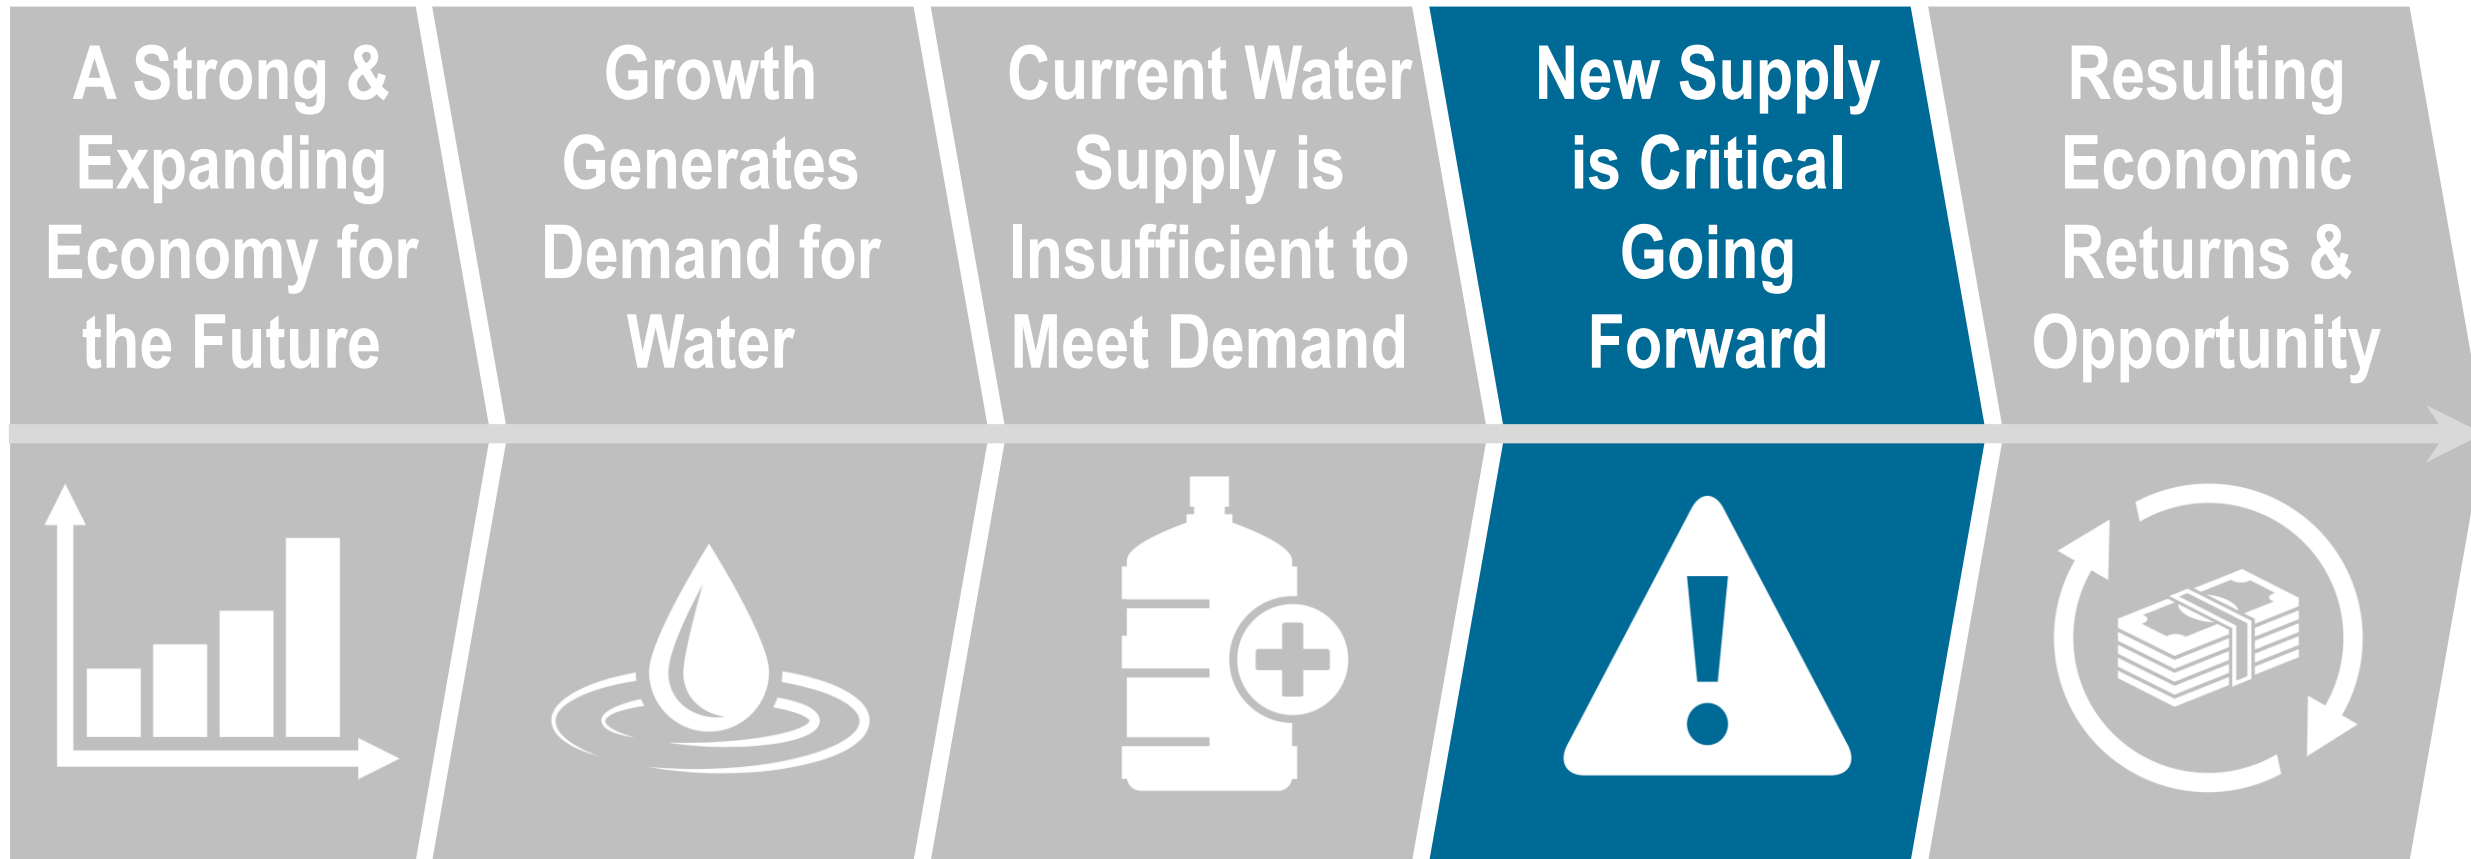 A Strong &
Expanding
Economy for
the Future
Growth
Generates
Demand for
Water
Current Water
Supply is
Insufficient to
Meet Demand
New Supply
is Critical
Going
Forward
Resulting
Economic
Returns &
Opportunity